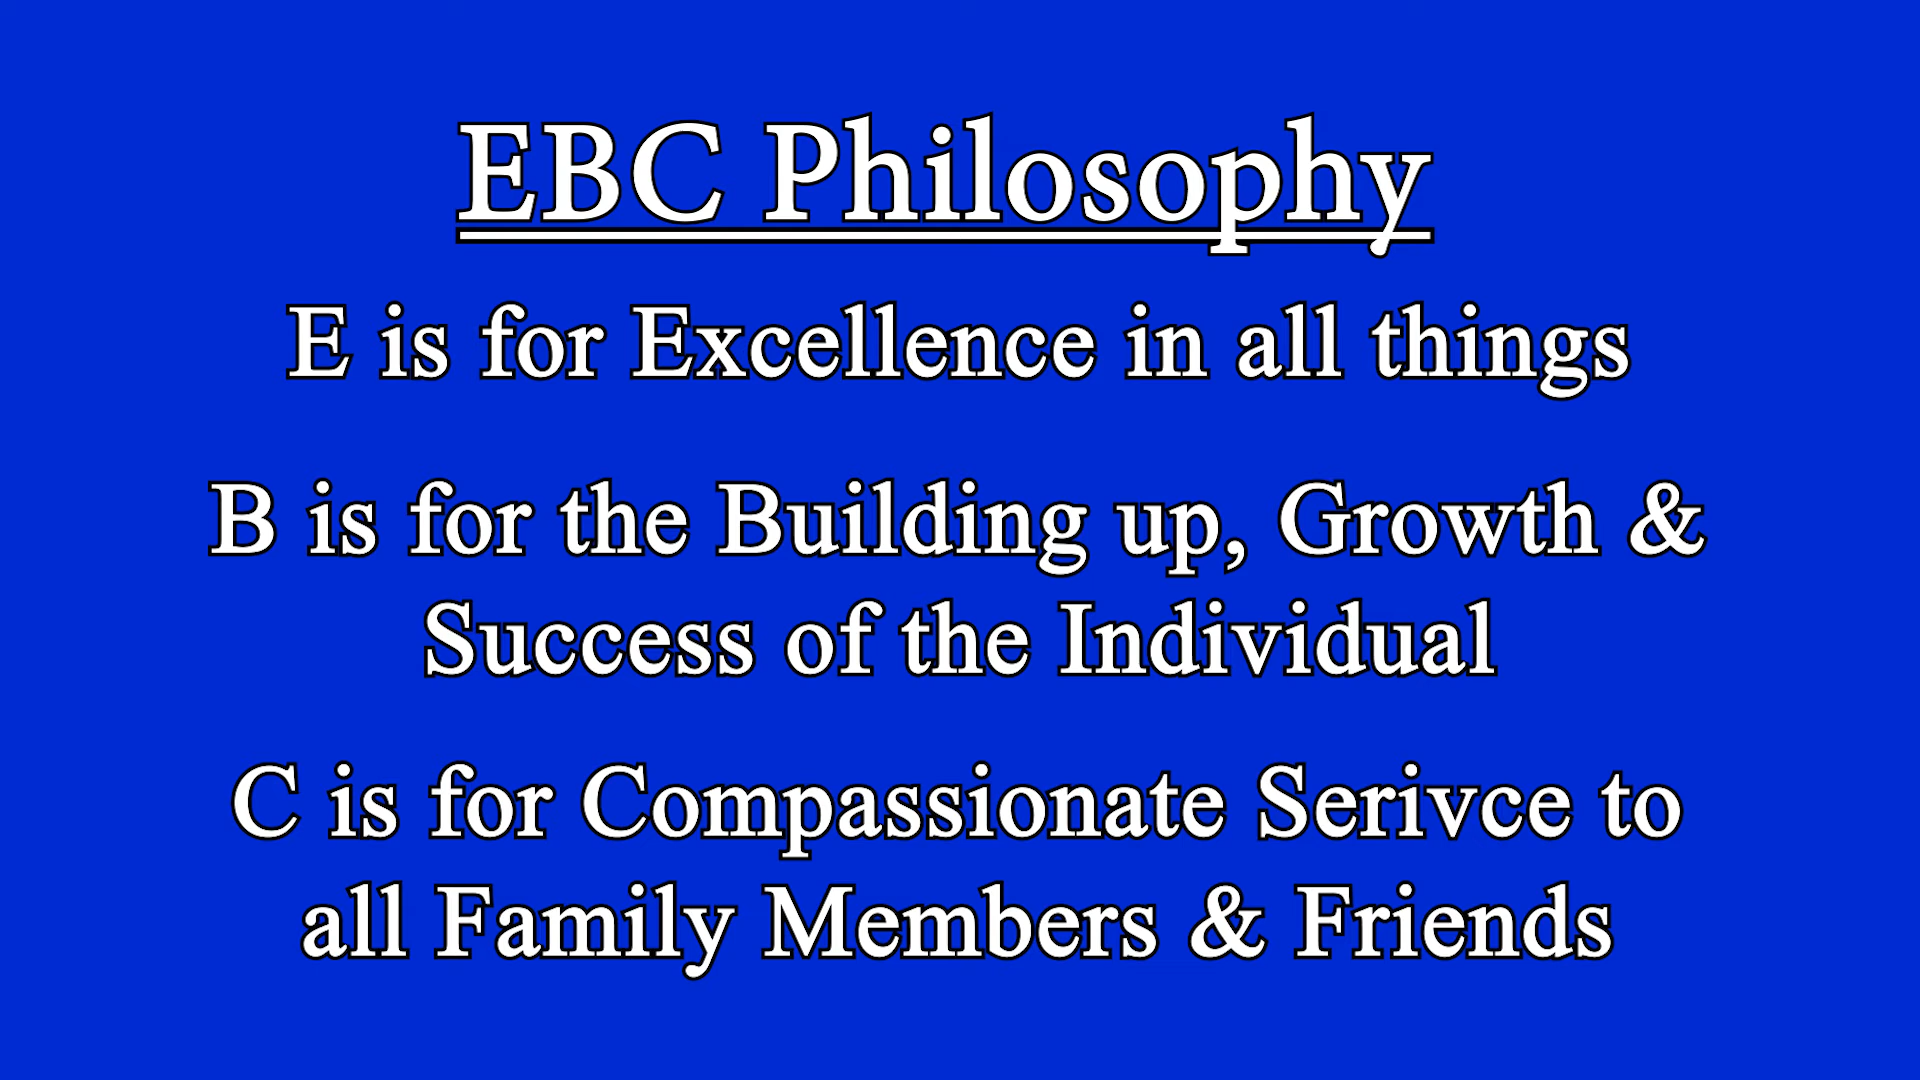 EBC Philosophy
E is for Excellence in all things
B is for the Building up, Growth &
Success of the Individual
C is for Compassionate Serivce to
all Family Members & Friends